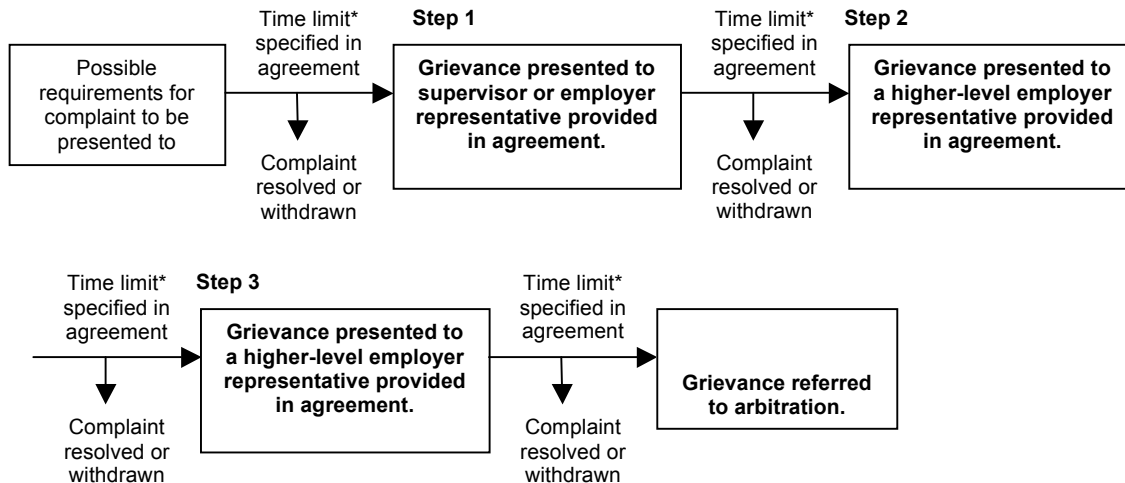 Possible
requirements for
complaint to be
presented to
Time limit*
specified in
agreement
Complaint
resolved or
withdrawn
Step 1
Grievance presented to
supervisor or employer
representative provided
in agreement.
Time limit*
specified in
agreement
Complaint
resolved or
withdrawn
Step 2
Grievance presented to
a higher-level employer
representative provided
in agreement.
Time limit*
specified in
agreement
Complaint
resolved or
withdrawn
Step 3
Grievance presented to
a higher-level employer
representative provided
in agreement.
Time limit*
specified in
agreement
Complaint
resolved or
withdrawn
Grievance referred
to arbitration.